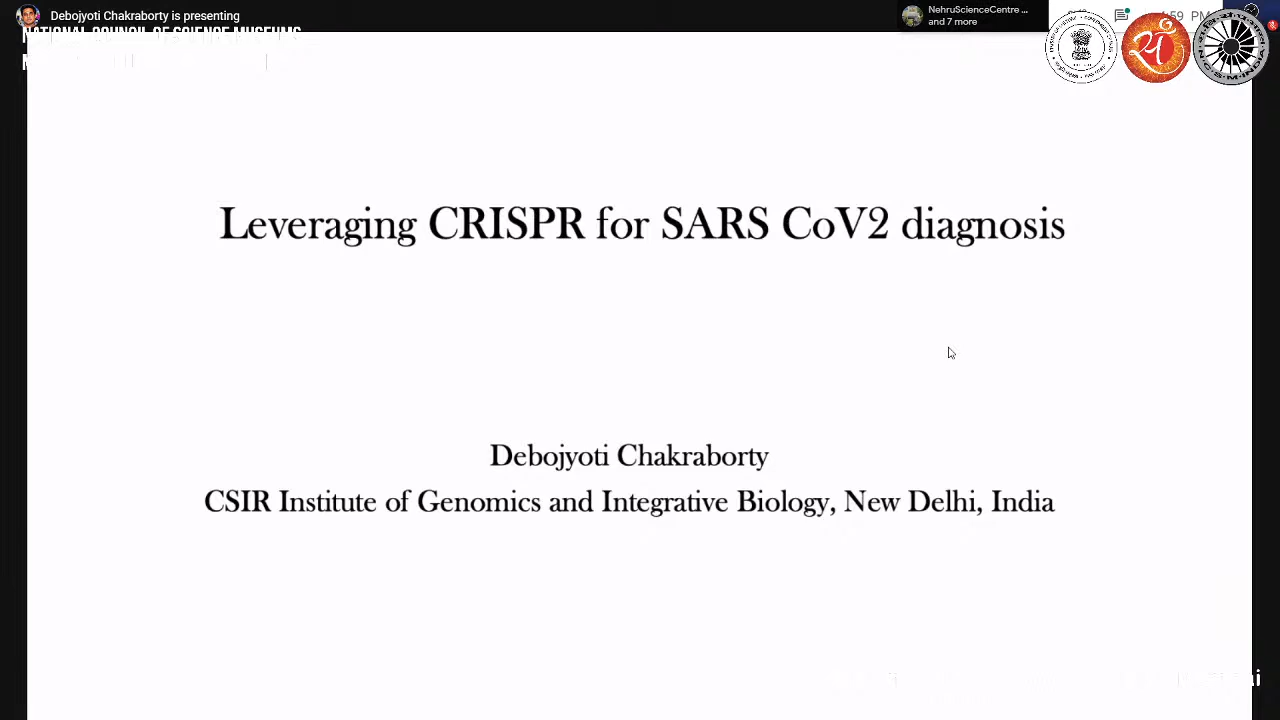 Debojyoti Chakraborty is presenting
NehruScienceCentre ...
and 7 more
PM
NATIONAL COUNCIL OF SCIENCE MUSEUMS
Leveraging CRISPR for SARS CoV2 diagnosis
Debojyoti Chakraborty
CSIR Institute of Genomics and Integrative Biology, New Delhi, India